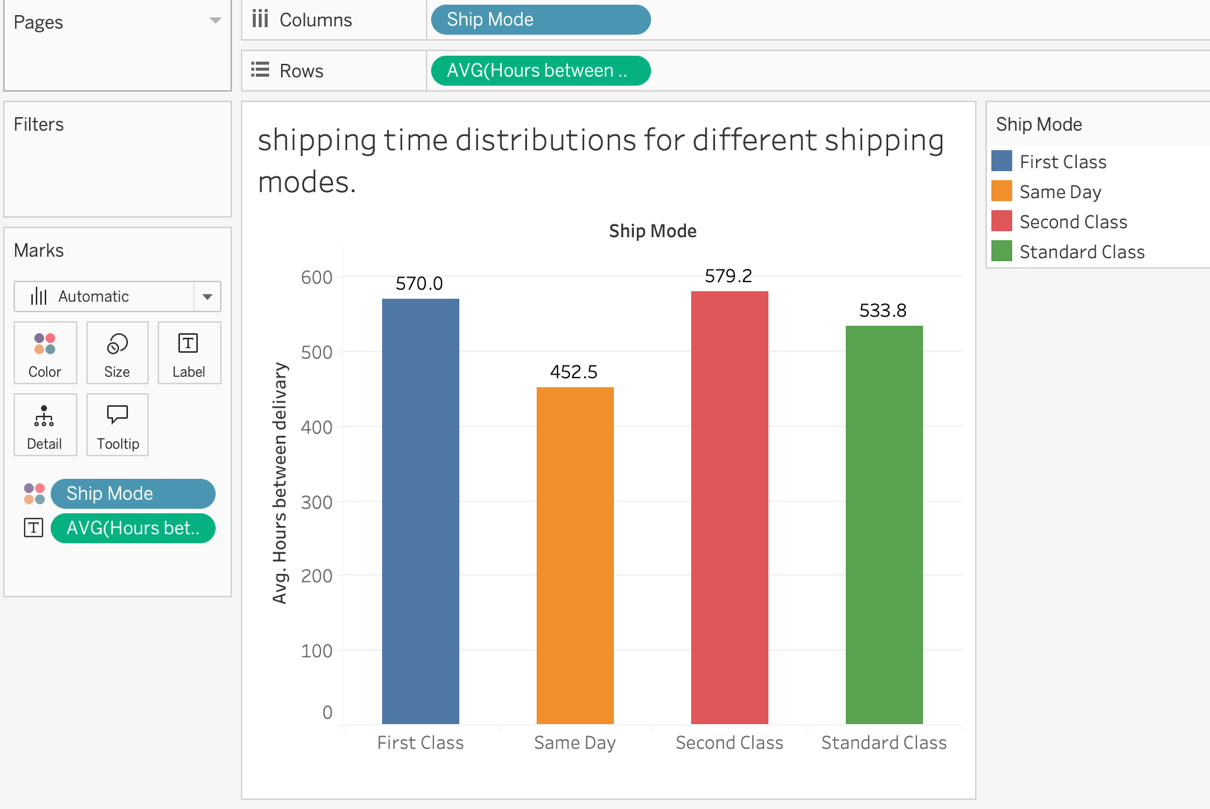 Pages
Columns
Ship Mode
Rows
AVG(Hours between ..
Filters
Marks
Automatic
Color
Size
T
Label
Detail
Tooltip
Ship Mode
T
AVG(Hours bet..
shipping time distributions for different shipping
modes.
Ship Mode
Avg. Hours between delivary
600
500
400
300
200
100
0
570.0
452.5
579.2
533.8
First Class
Same Day
Second Class
Standard Class
Ship Mode
First Class
Same Day
Second Class
Standard Class